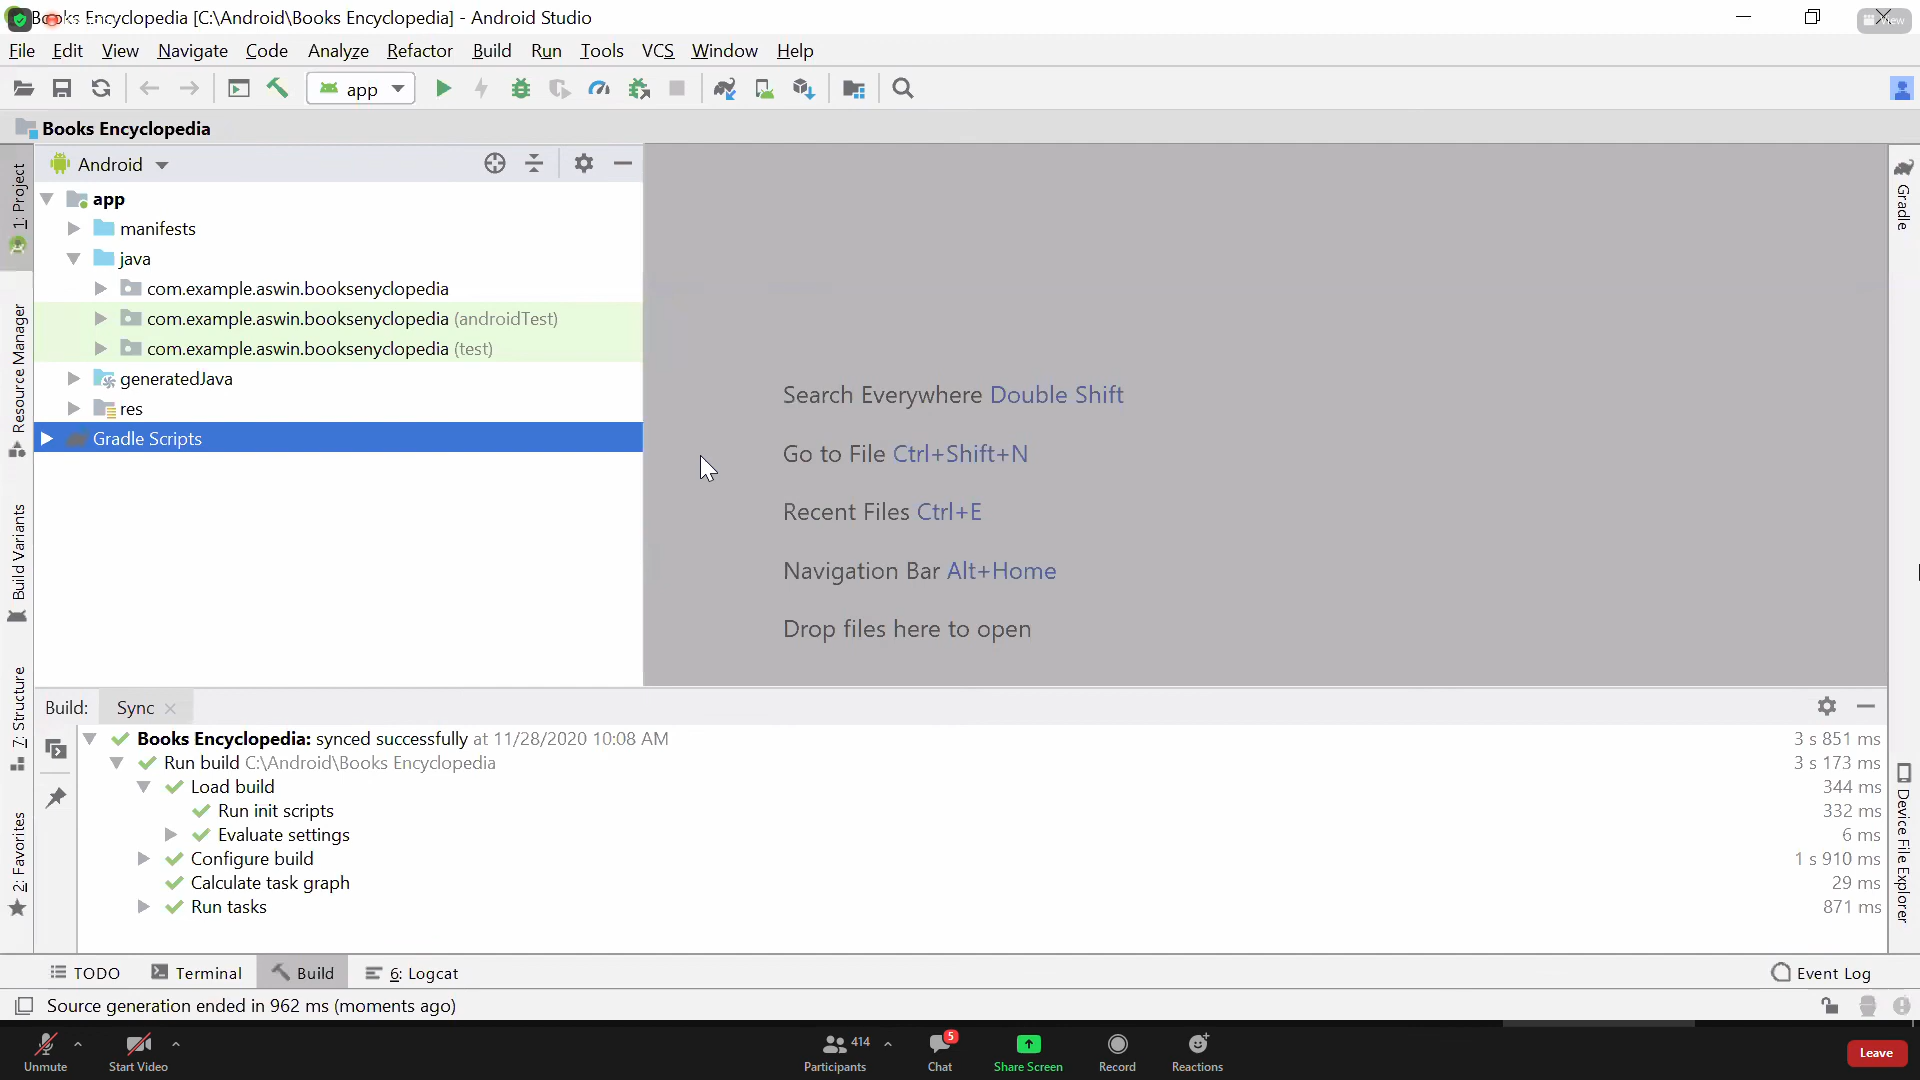 Books Encyclopedia [C:\Android\Books Encyclopedia] - Android Studio
View
File Edit View Navigate Code Analyze Refactor Build Run Tools VCS Window Help
app
Books Encyclopedia
1: Project
Resource Manager
Build Variants
7: Structure
2: Favorites
Android
app
manifests
java
com.example.aswin.booksenyclopedia
com.example.aswin.booksenyclopedia (androidTest)
com.example.aswin.booksenyclopedia (test)
generatedJava
res
Gradle Scripts
Search Everywhere Double Shift
Go to File Ctrl+Shift+N
Recent Files Ctrl+E
Navigation Bar Alt+Home
Drop files here to open
Gradle
Device File Explorer
Build: Sync
Books Encyclopedia: synced successfully at 11/28/2020 10:08 AM 3 s 851 ms
Run build C:\Android\Books Encyclopedia 3 s 173 ms
Load build 344 ms
Run init scripts 332 ms
Evaluate settings 6 ms
Configure build 1 s 910 ms
Calculate task graph 29 ms
Run tasks 871 ms
TODO Terminal Build 6: Logcat Event Log
Source generation ended in 962 ms (moments ago)
414 5
Unmute Start Video Participants Chat Share Screen Record Reactions Leave